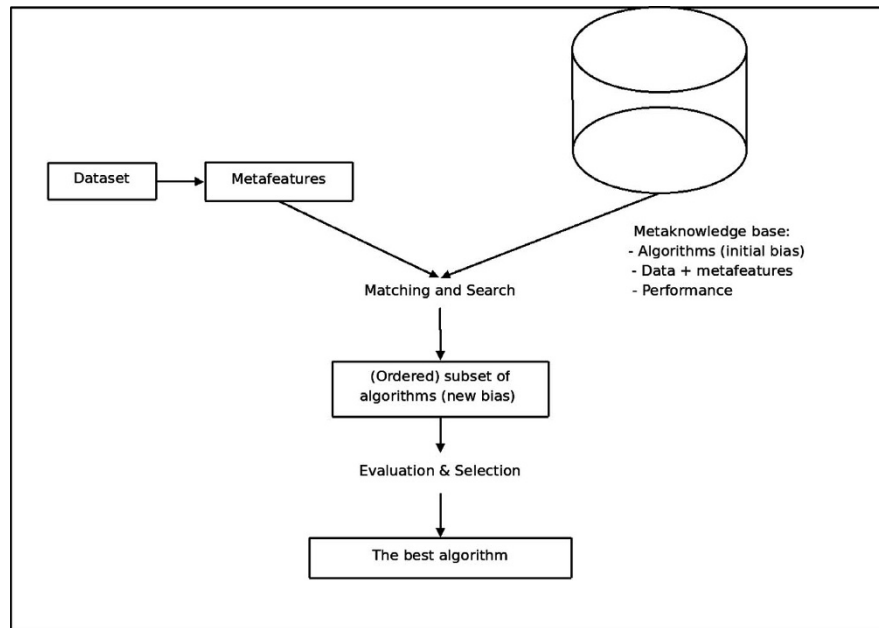 Dataset
Metafeatures
Metaknowledge base:
- Algorithms (initial bias)
- Data + metafeatures
- Performance
Matching and Search
(Ordered) subset of
algorithms (new bias)
Evaluation & Selection
The best algorithm